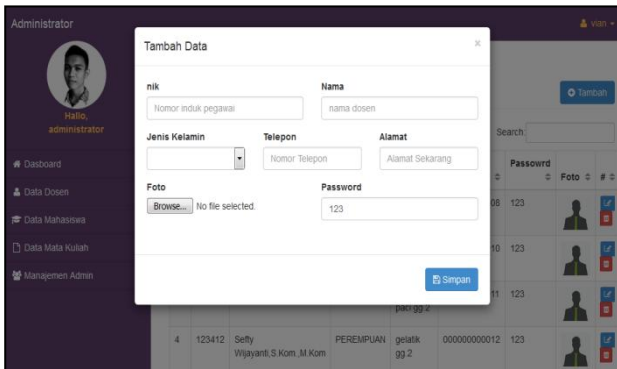 Administrator
vian
Hallo,
administrator
Dasboard
Data Dosen
Data Mahasiswa
Data Mata Kuliah
Manajemen Admin
Tambah Data
×
nik
Nama
Nomor induk pegawai
nama dosen
Jenis Kelamin
Telepon
Alamat
Nomor Telepon
Alamat Sekarang
Foto
Password
Browse... No file selected.
123
Simpan
Tambah
Search:
Passowrd Foto #
08 123
10 123
11 123
paci gg.2
4 123412 Sefty PEREMPUAN gelatik 000000000012 123
Wijayanti,S.Kom.,M.Kom gg.2